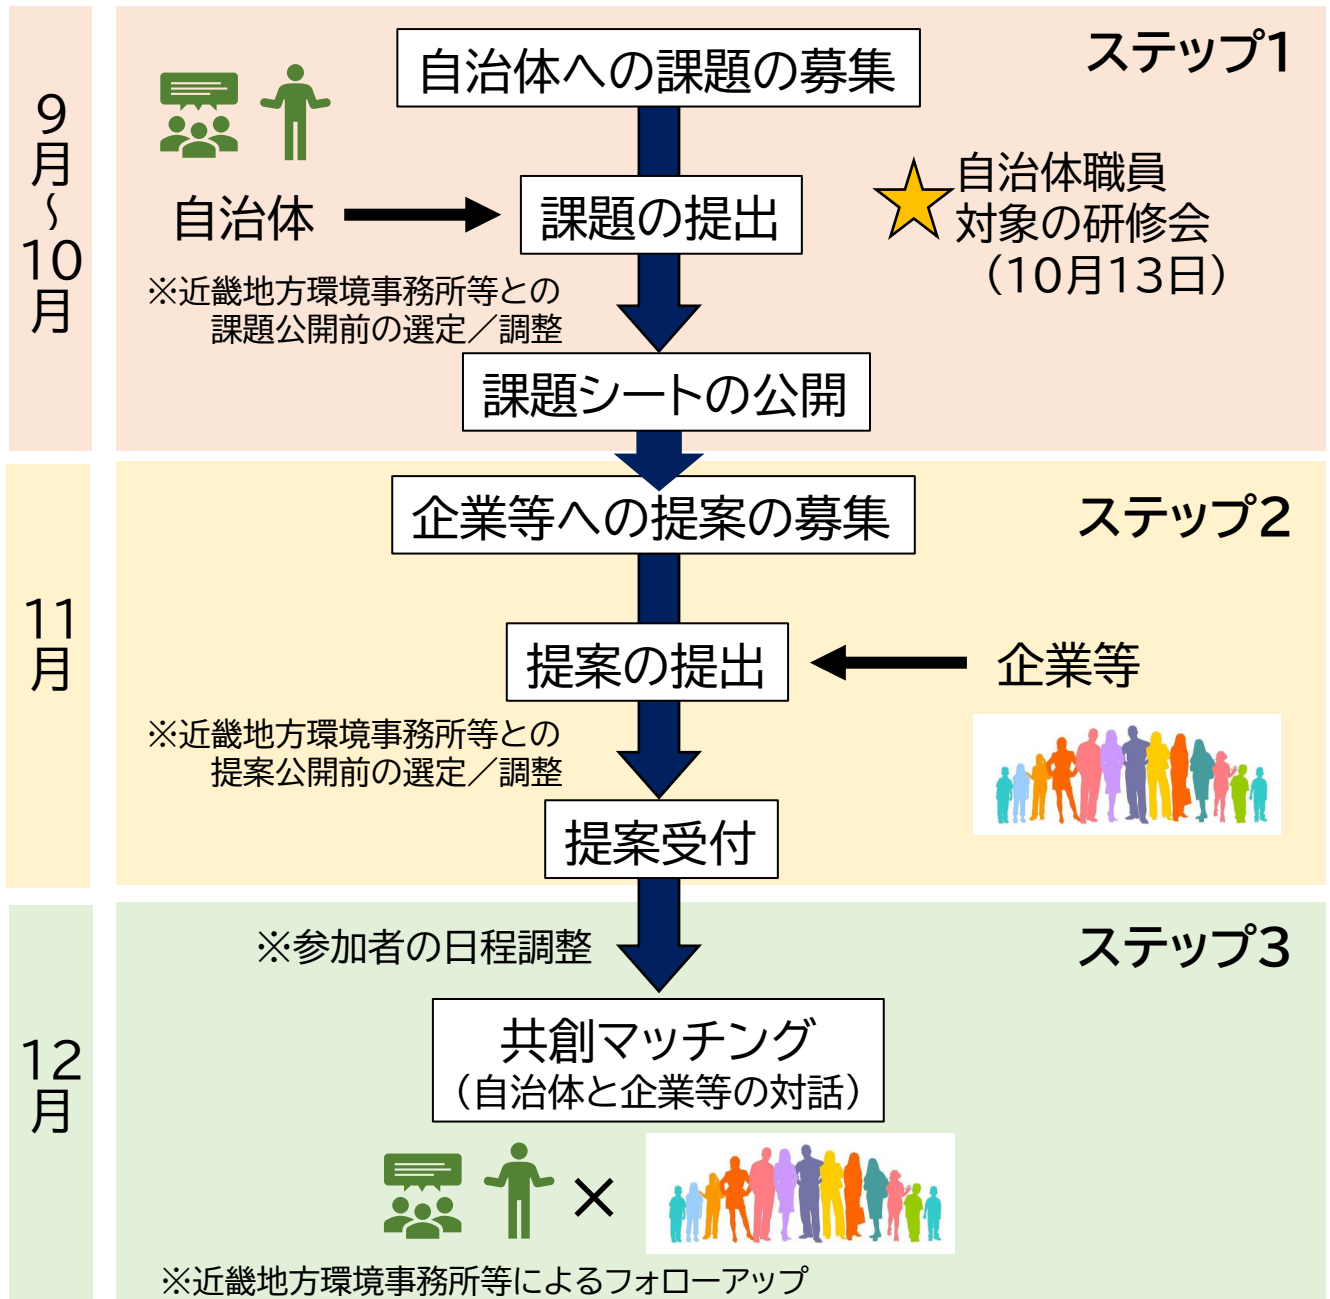 9月～10月
ステップ1
自治体への課題の募集
自治体
課題の提出
自治体職員
対象の研修会
（10月13日）
※近畿地方環境事務所等との
課題公開前の選定／調整
課題シートの公開
11月
ステップ2
企業等への提案の募集
提案の提出
企業等
※近畿地方環境事務所等との
提案公開前の選定／調整
提案受付
12月
ステップ3
※参加者の日程調整
共創マッチング
（自治体と企業等の対話）
×
※近畿地方環境事務所等によるフォローアップ